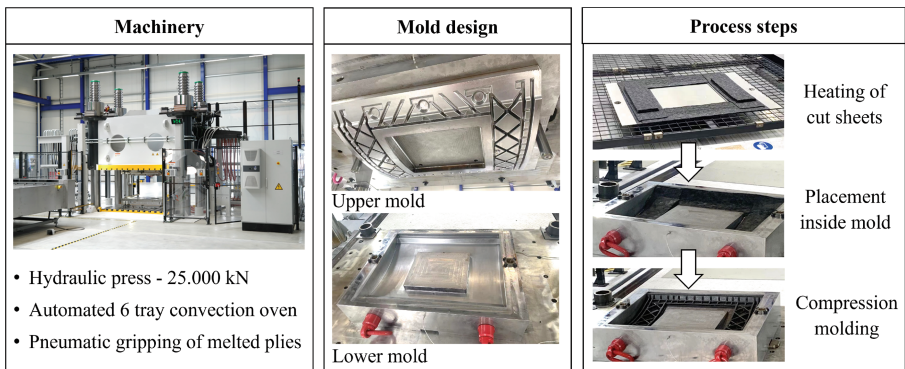 Machinery
• Hydraulic press - 25.000 kN
• Automated 6 tray convection oven
• Pneumatic gripping of melted plies
Mold design
Upper mold
Lower mold
Process steps
Heating of
cut sheets
Placement
inside mold
Compression
molding